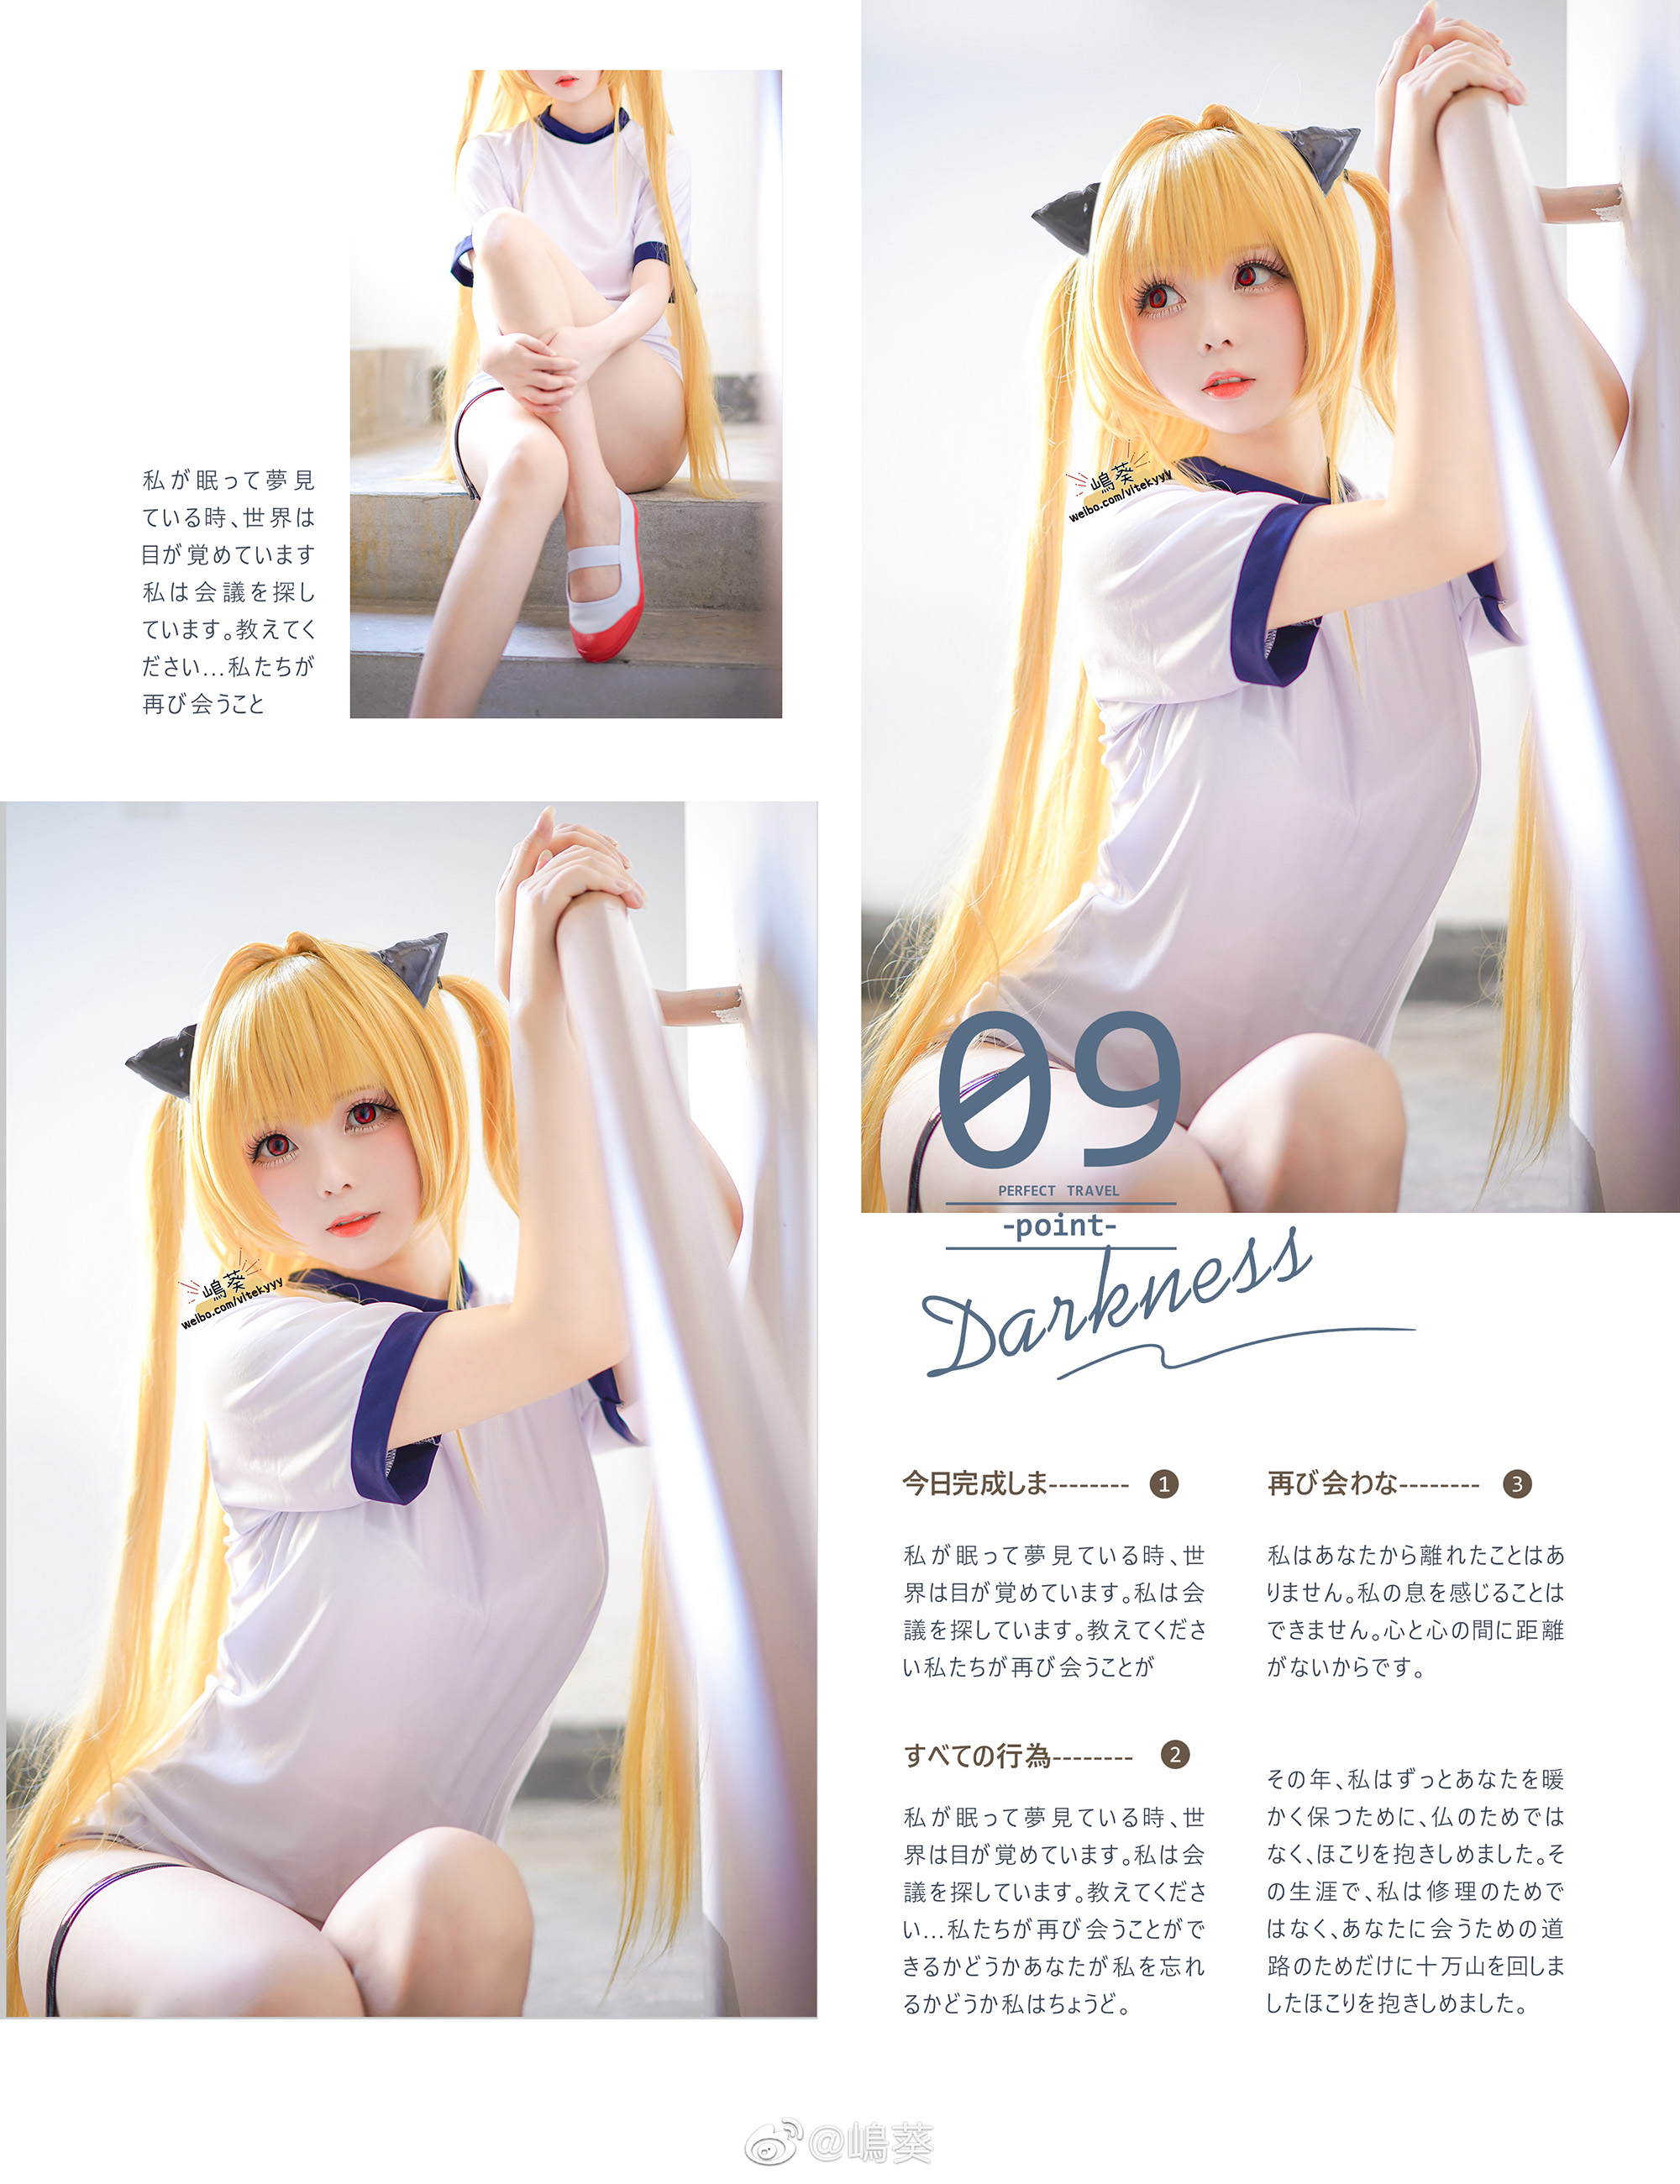 私が眠って夢見
ている時、世界は
目が覚めています
私は会議を探し
ています。教えてく
ださい…私たちが
再び会うこと
嶋葵
weibo.com/vitekyyy
嶋葵
weibo.com/vitekyyy
09
PERFECT TRAVEL
-point-
Darkness
今日完成しま-------- 1
私が眠って夢見ている時、世
界は目が覚めています。私は会
議を探しています。教えてくださ
い私たちが再び会うことが
すべての行為-------- 2
私が眠って夢見ている時、世
界は目が覚めています。私は会
議を探しています。教えてくださ
い…私たちが再び会うことがで
きるかどうかあなたが私を忘れ
るかどうか私はちょうど。
再び会わな-------- 3
私はあなたから離れたことはあ
りません。私の息を感じることは
できません。心と心の間に距離
がないからです。
その年、私はずっとあなたを暖
かく保つために、仏のためでは
なく、ほこりを抱きしめました。そ
の生涯で、私は修理のためで
はなく、あなたに会うための道
路のためだけに十万山を回しま
したほこりを抱きしめました。
@嶋葵